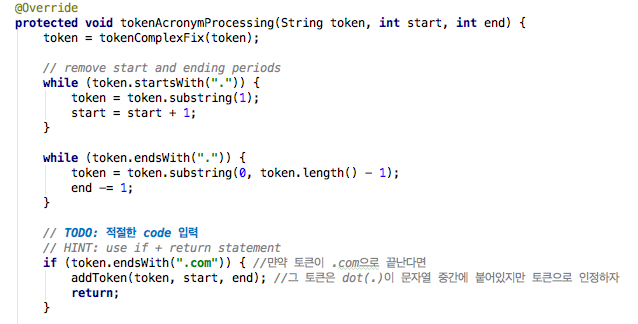 @Override
protected void tokenAcronymProcessing(String token, int start, int end) {
    token = tokenComplexFix(token);

    // remove start and ending periods
    while (token.startsWith(".")) {
        token = token.substring(1);
        start = start + 1;
    }

    while (token.endsWith(".")) {
        token = token.substring(0, token.length() - 1);
        end -= 1;
    }

    // TODO: 적절한 code 입력
    // HINT: use if + return statement
    if (token.endsWith(".com")) { //만약 토큰이 .com으로 끝난다면
        addToken(token, start, end); //그 토큰은 dot(.)이 문자열 중간에 붙어있지만 토큰으로 인정하자
        return;
    }